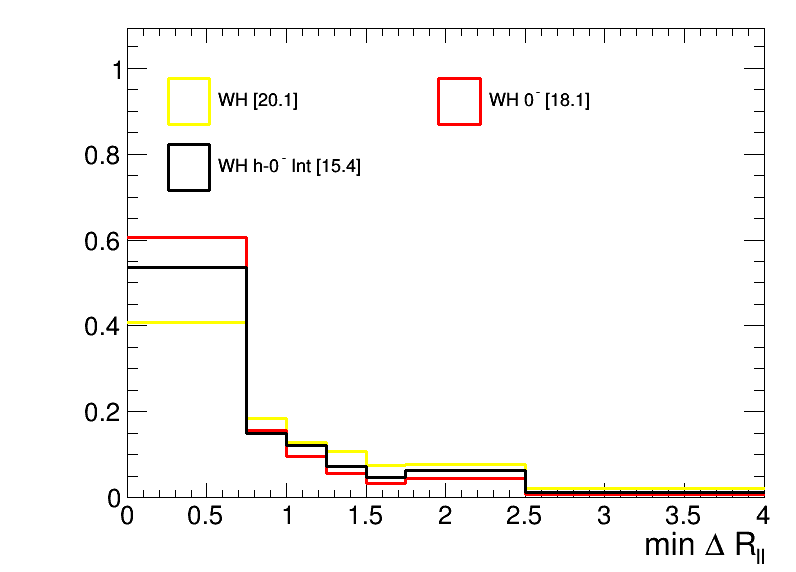 1
WH [20.1]
WH 0⁻ [18.1]
0.8
WH h-0⁻ Int [15.4]
0.6
0.4
0.2
0
0 0.5 1 1.5 2 2.5 3 3.5 4
min Δ R_ll